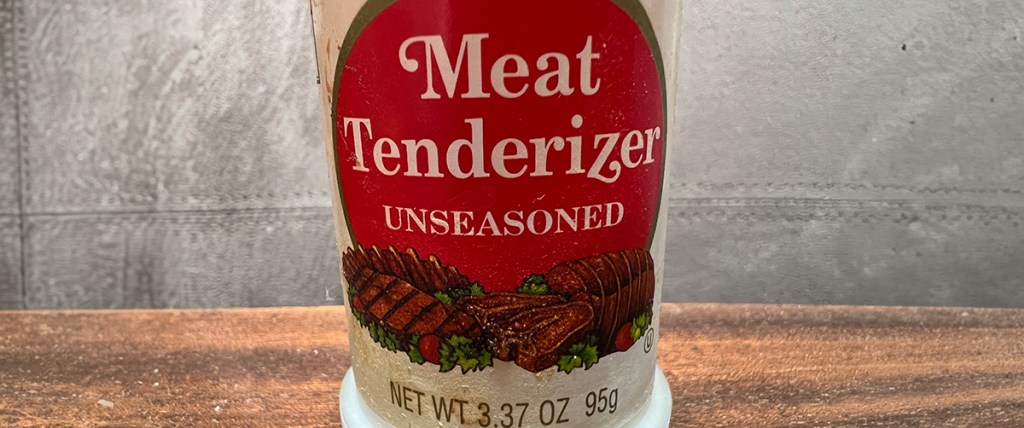 Meat
Tenderizer
UNSEASONED
U
NET WT 3.37 OZ 95g